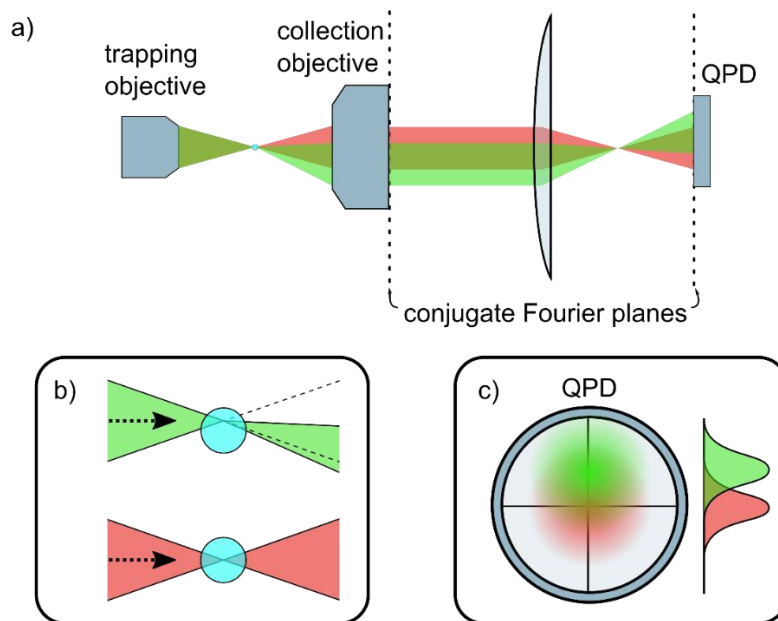 a)
trapping
objective
collection
objective
QPD
conjugate Fourier planes
b)
c)
QPD